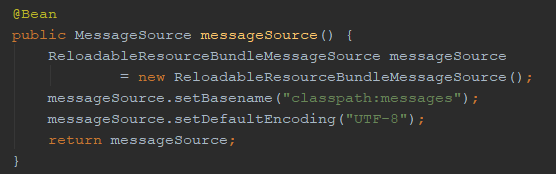 @Bean
public MessageSource messageSource() {
    ReloadableResourceBundleMessageSource messageSource
            = new ReloadableResourceBundleMessageSource();
    messageSource.setBasename("classpath:messages");
    messageSource.setDefaultEncoding("UTF-8");
    return messageSource;
}